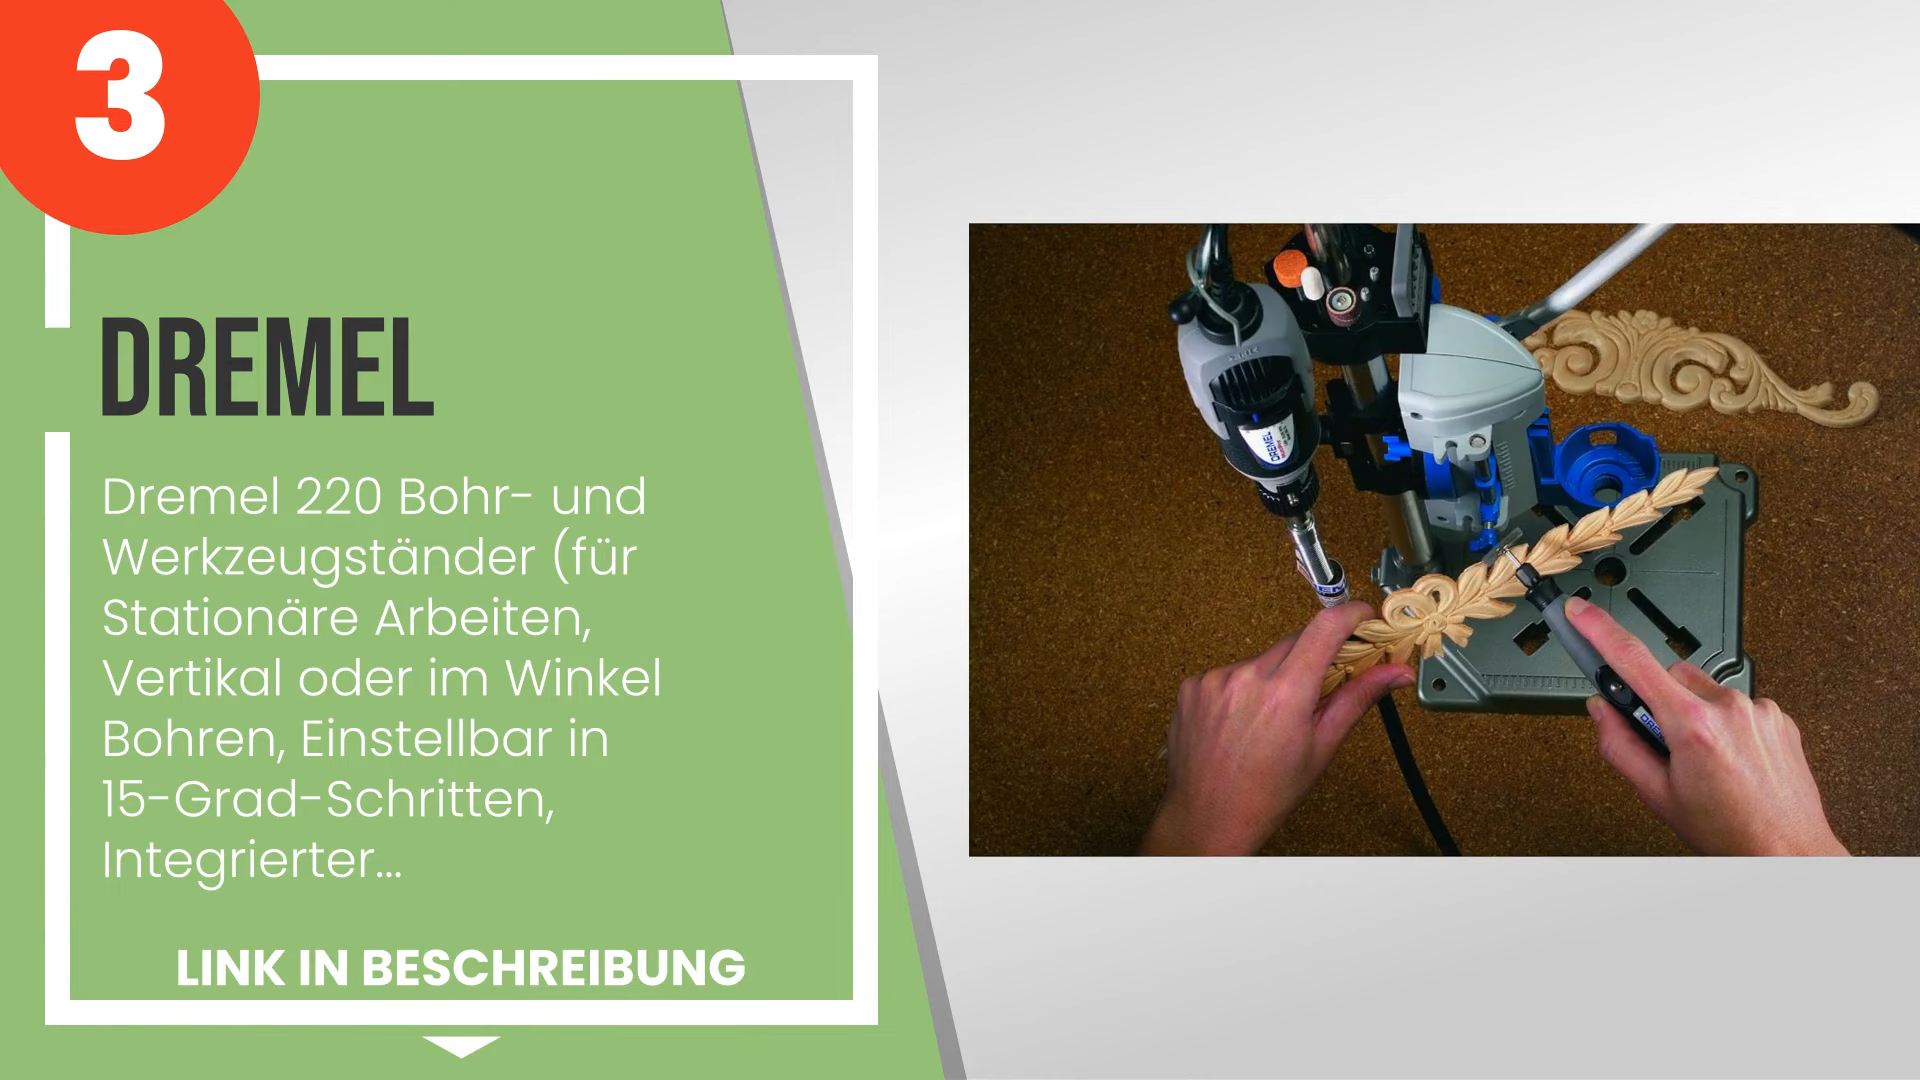 3
DREMEL
Dremel 220 Bohr- und
Werkzeugständer (für
Stationäre Arbeiten,
Vertikal oder im Winkel
Bohren, Einstellbar in
15-Grad-Schritten,
Integrierter...
LINK IN BESCHREIBUNG
DREMEL